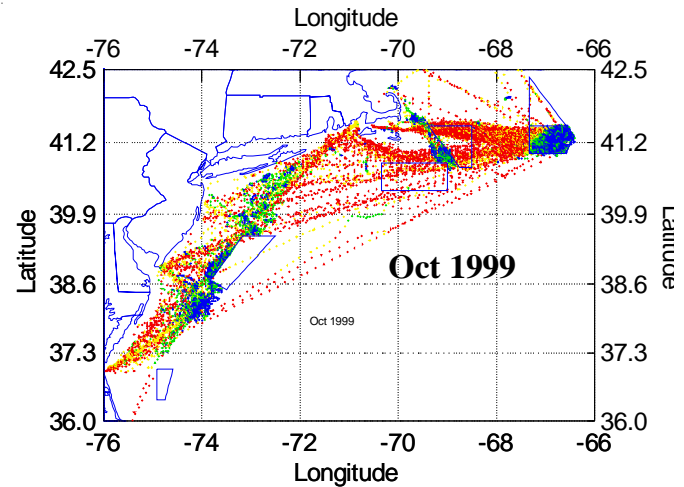 Longitude
-76 -74 -72 -70 -68 -66
42.5 42.5
41.2 41.2
39.9 39.9
Latitude Latitude
Oct 1999
38.6 38.6
Oct 1999
37.3 37.3
36.0 36.0
-76 -74 -72 -70 -68 -66
Longitude